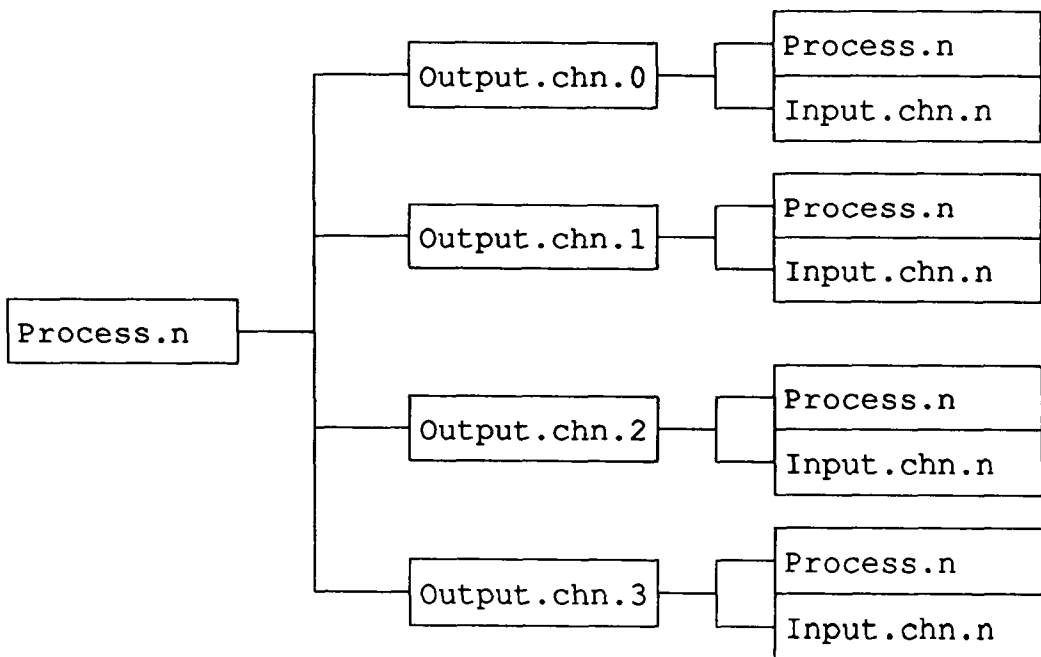 Process.n
Output.chn.0
Process.n
Input.chn.n
Output.chn.1
Process.n
Input.chn.n
Output.chn.2
Process.n
Input.chn.n
Output.chn.3
Process.n
Input.chn.n